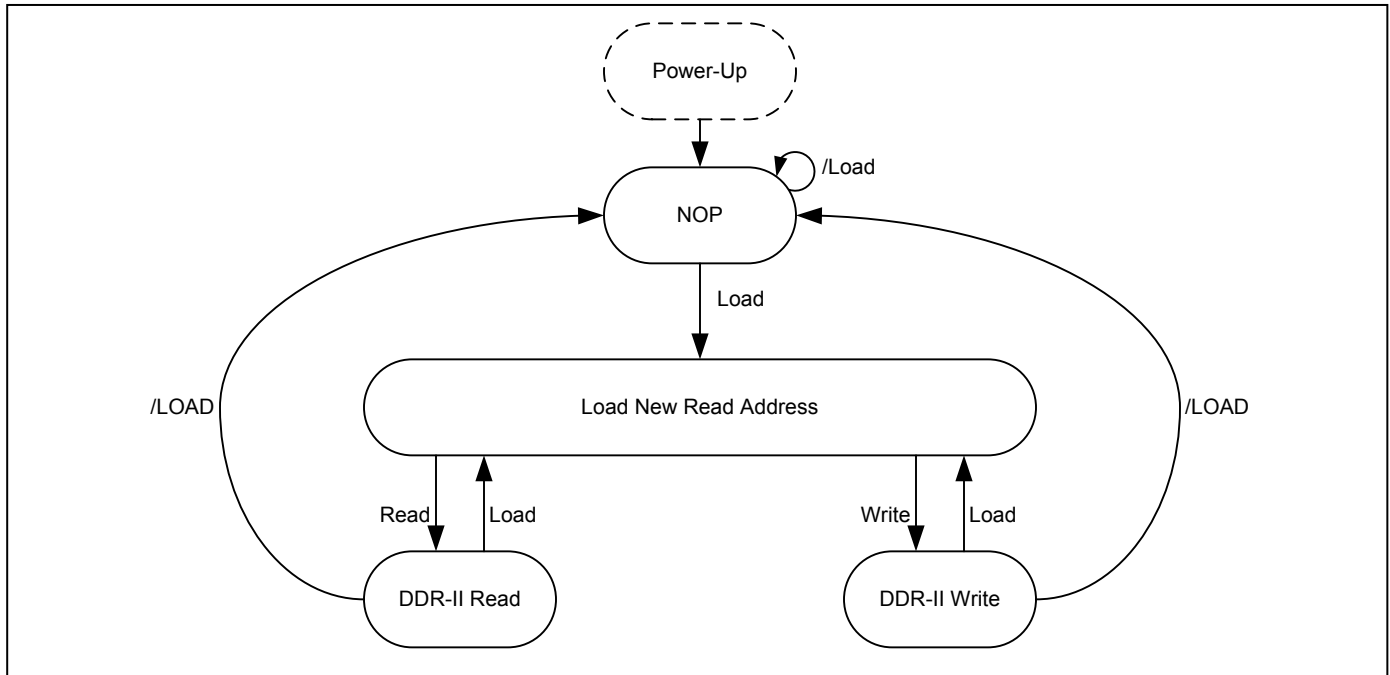 Power-Up
/Load
NOP
Load
/LOAD
Load New Read Address
/LOAD
Read
Load
Write
Load
DDR-II Read
DDR-II Write